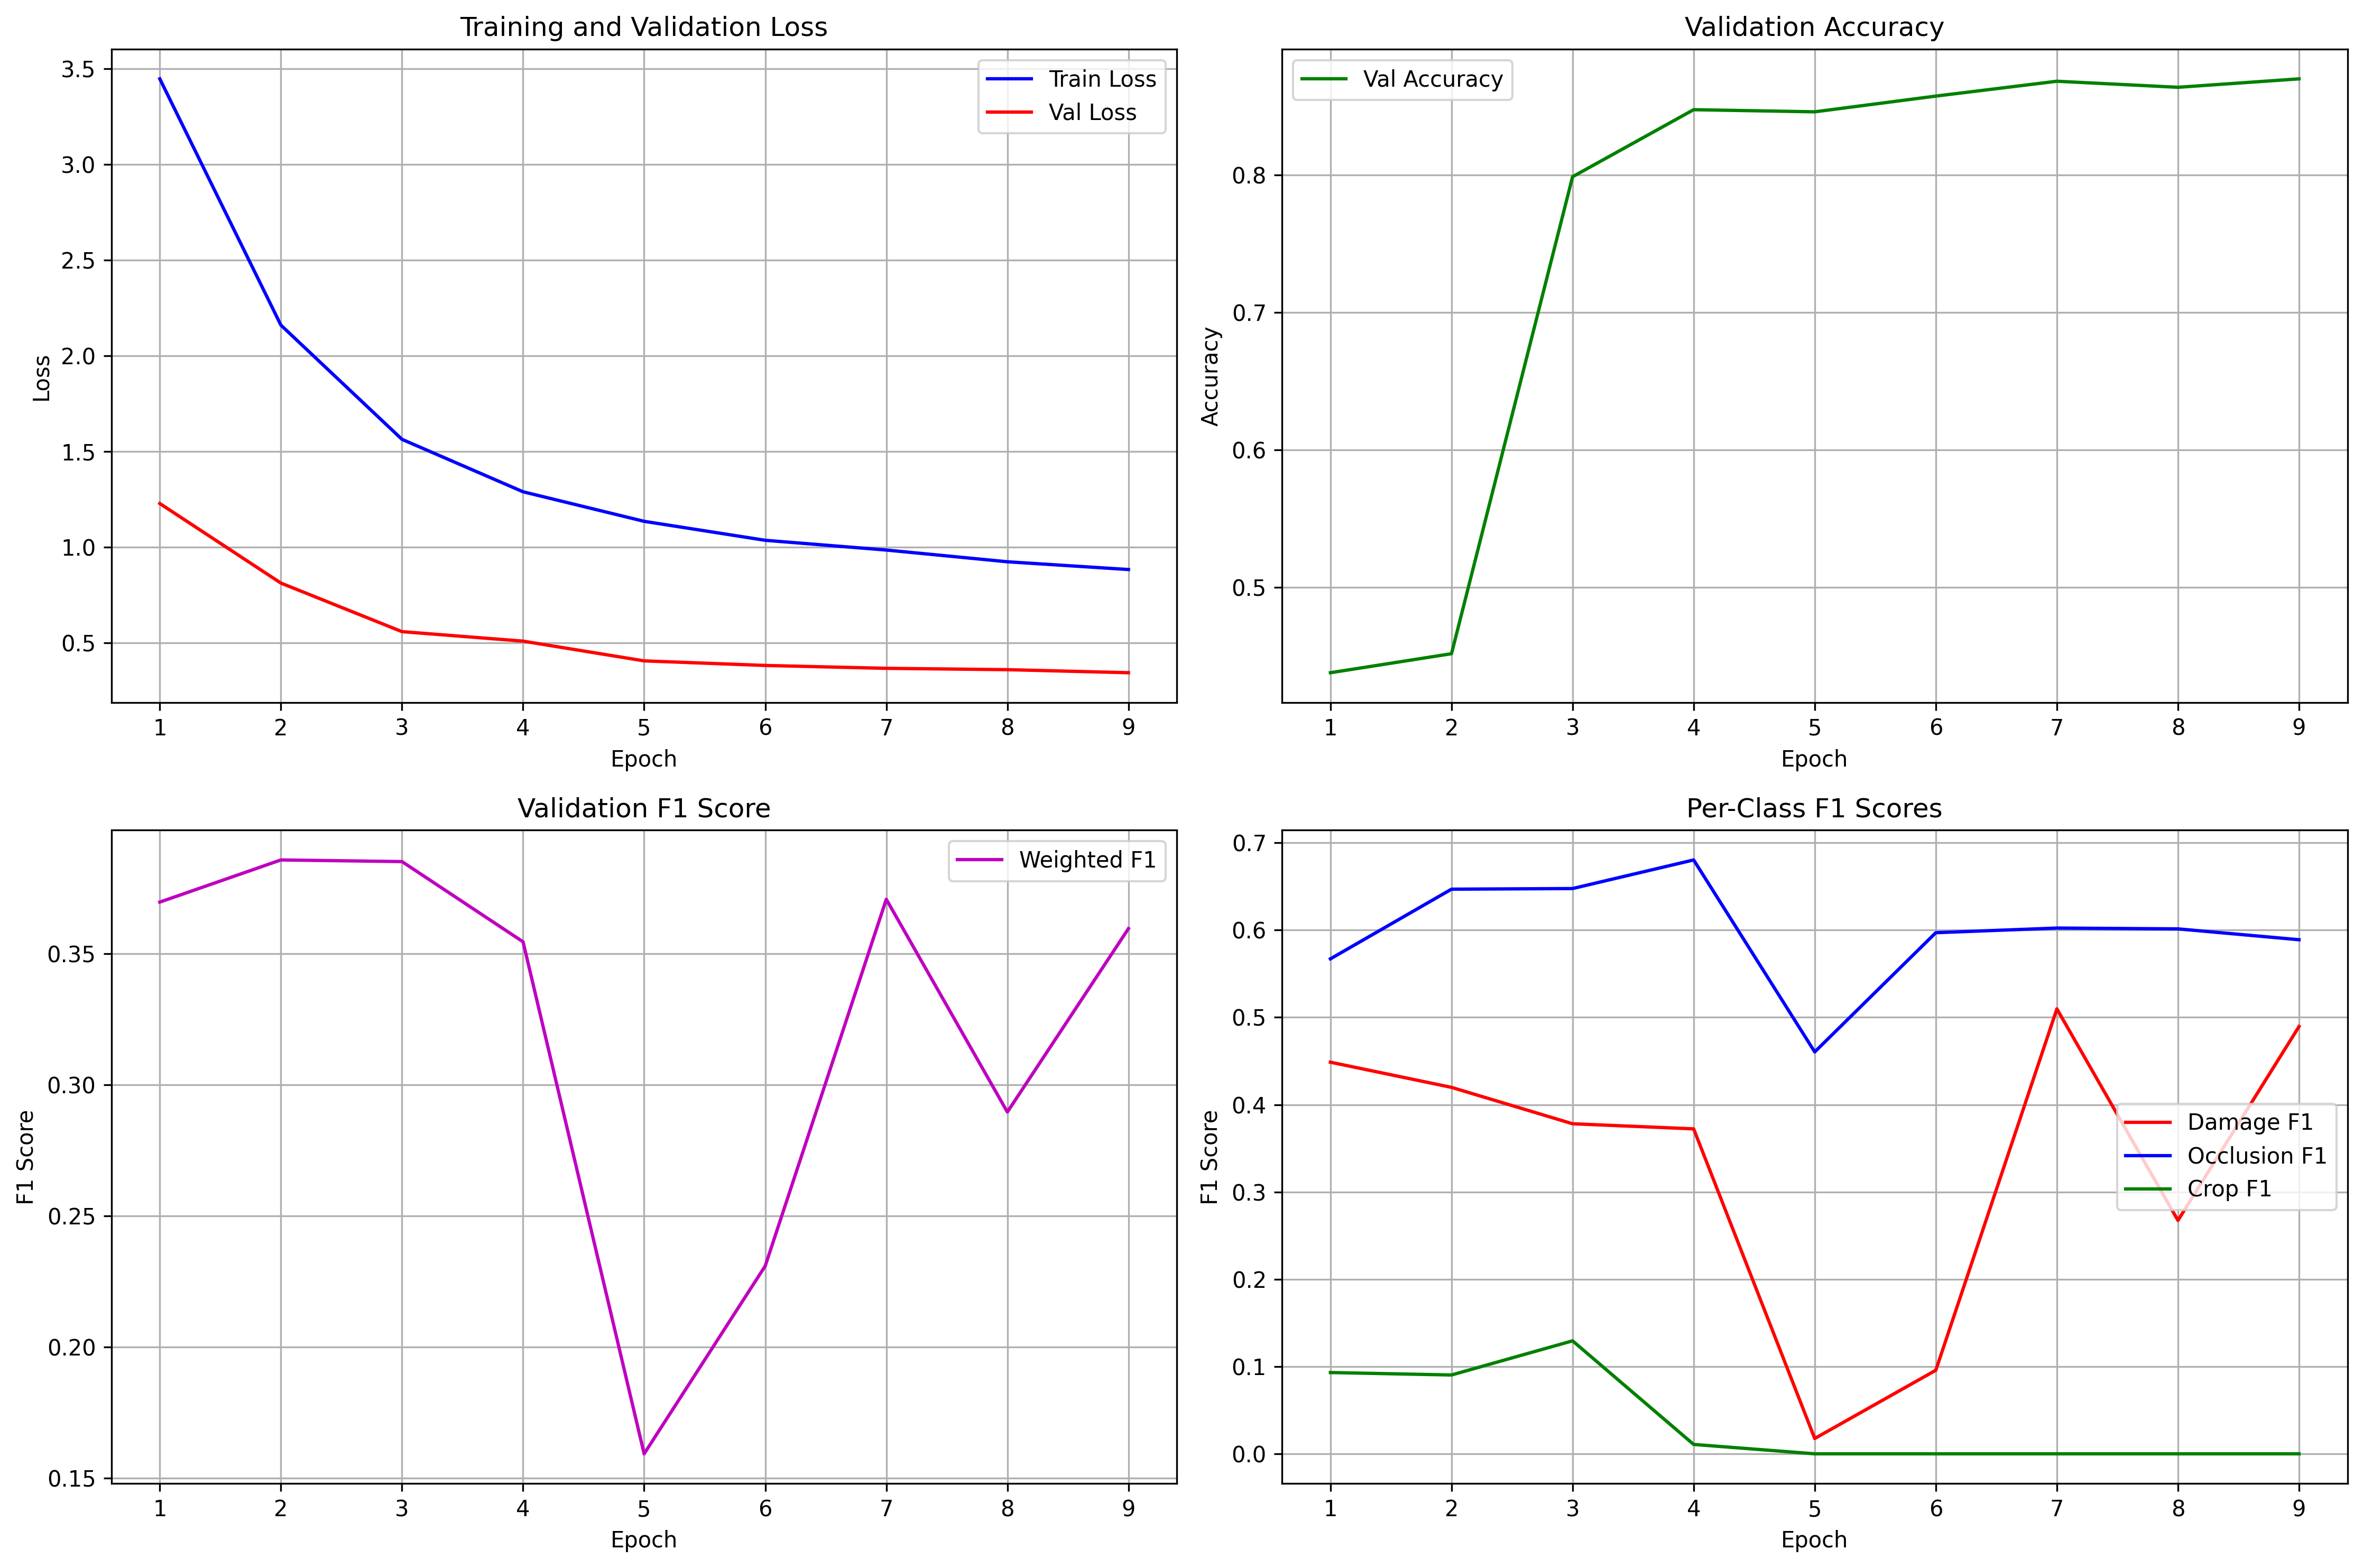 Training and Validation Loss
Loss
3.5
3.0
2.5
2.0
1.5
1.0
0.5
Train Loss
Val Loss
1 2 3 4 5 6 7 8 9
Epoch
Validation Accuracy
Accuracy
0.8
0.7
0.6
0.5
Val Accuracy
1 2 3 4 5 6 7 8 9
Epoch
Validation F1 Score
F1 Score
0.35
0.30
0.25
0.20
0.15
Weighted F1
1 2 3 4 5 6 7 8 9
Epoch
Per-Class F1 Scores
F1 Score
0.7
0.6
0.5
0.4
0.3
0.2
0.1
0.0
Damage F1
Occlusion F1
Crop F1
1 2 3 4 5 6 7 8 9
Epoch